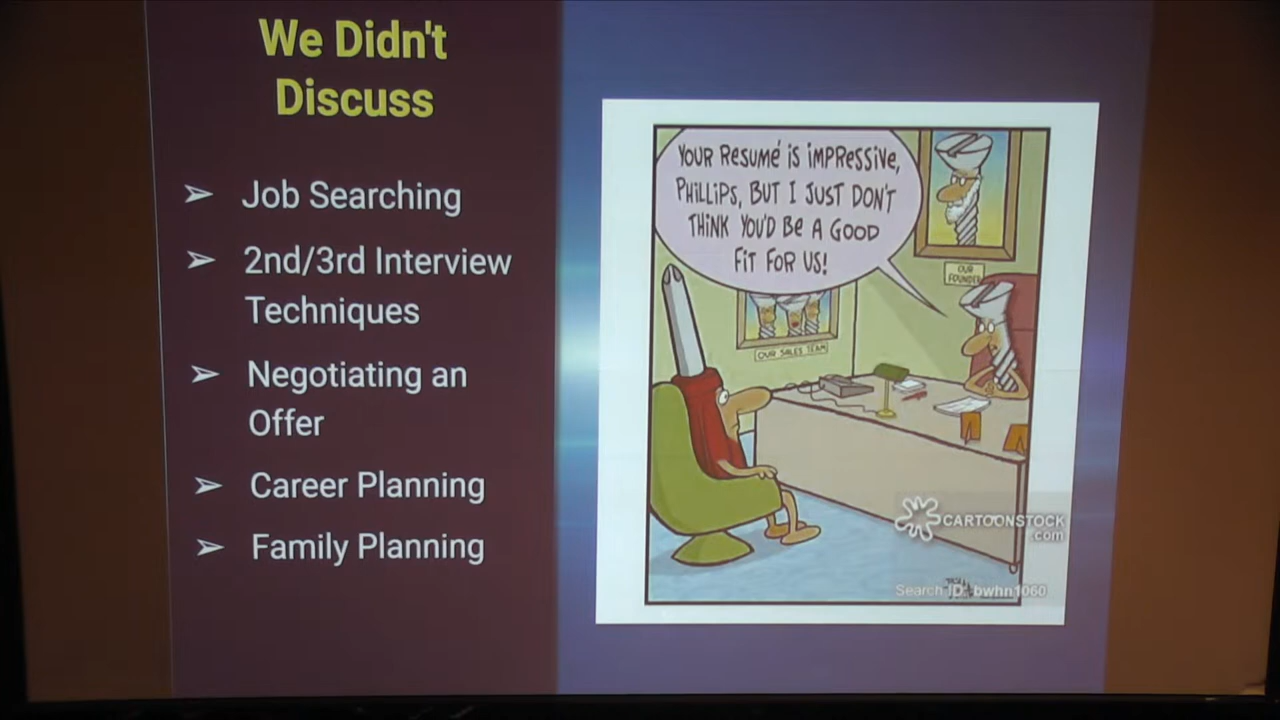 We Didn't
Discuss
➢ Job Searching
➢ 2nd/3rd Interview
Techniques
➢ Negotiating an
Offer
➢ Career Planning
➢ Family Planning
YOUR RESUMÉ IS IMPRESSIVE,
PHILLIPS, BUT I JUST DON'T
THINK YOU'D BE A GOOD
FIT FOR US!
OUR
FOUNDER
OUR SALES TEAM
CARTOONSTOCK
.com
Search ID: bwhn1060